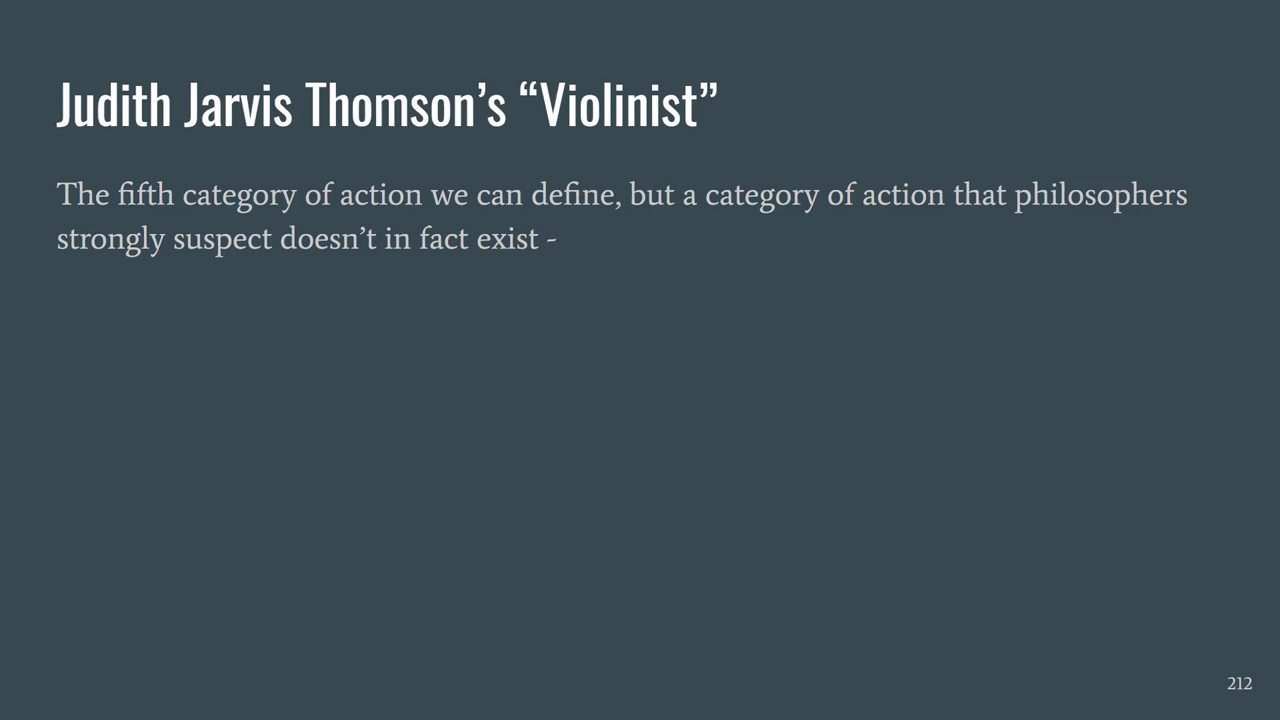 Judith Jarvis Thomson’s “Violinist”
The fifth category of action we can define, but a category of action that philosophers
strongly suspect doesn’t in fact exist -
212